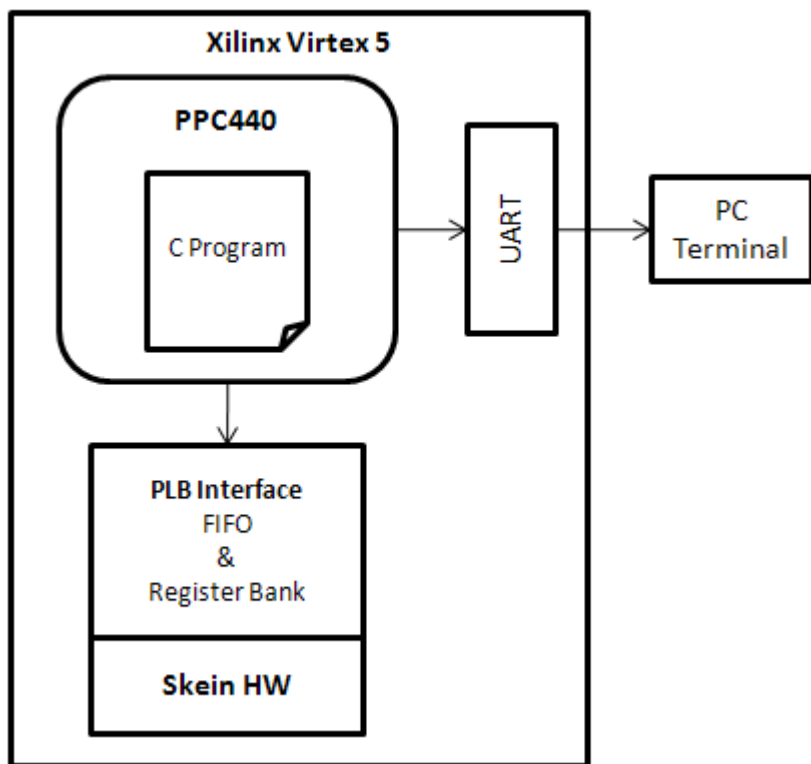 Xilinx Virtex 5
PPC440
C Program
UART
PC
Terminal
PLB Interface
FIFO
&
Register Bank
Skein HW